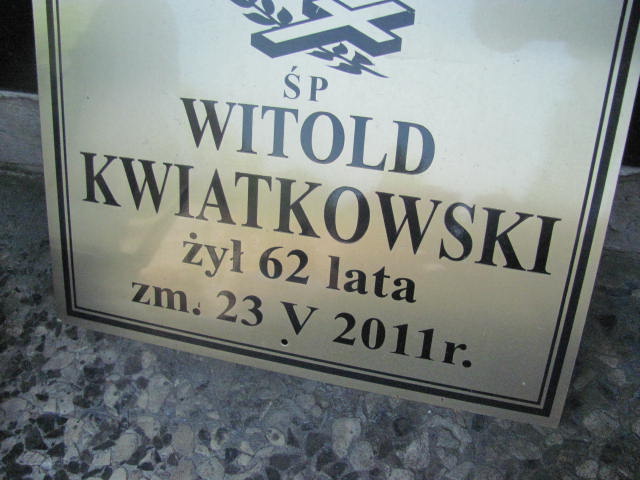 ŚP
WITOLD
KWIATKOWSKI
żył 62 lata
zm. 23 V 2011r.